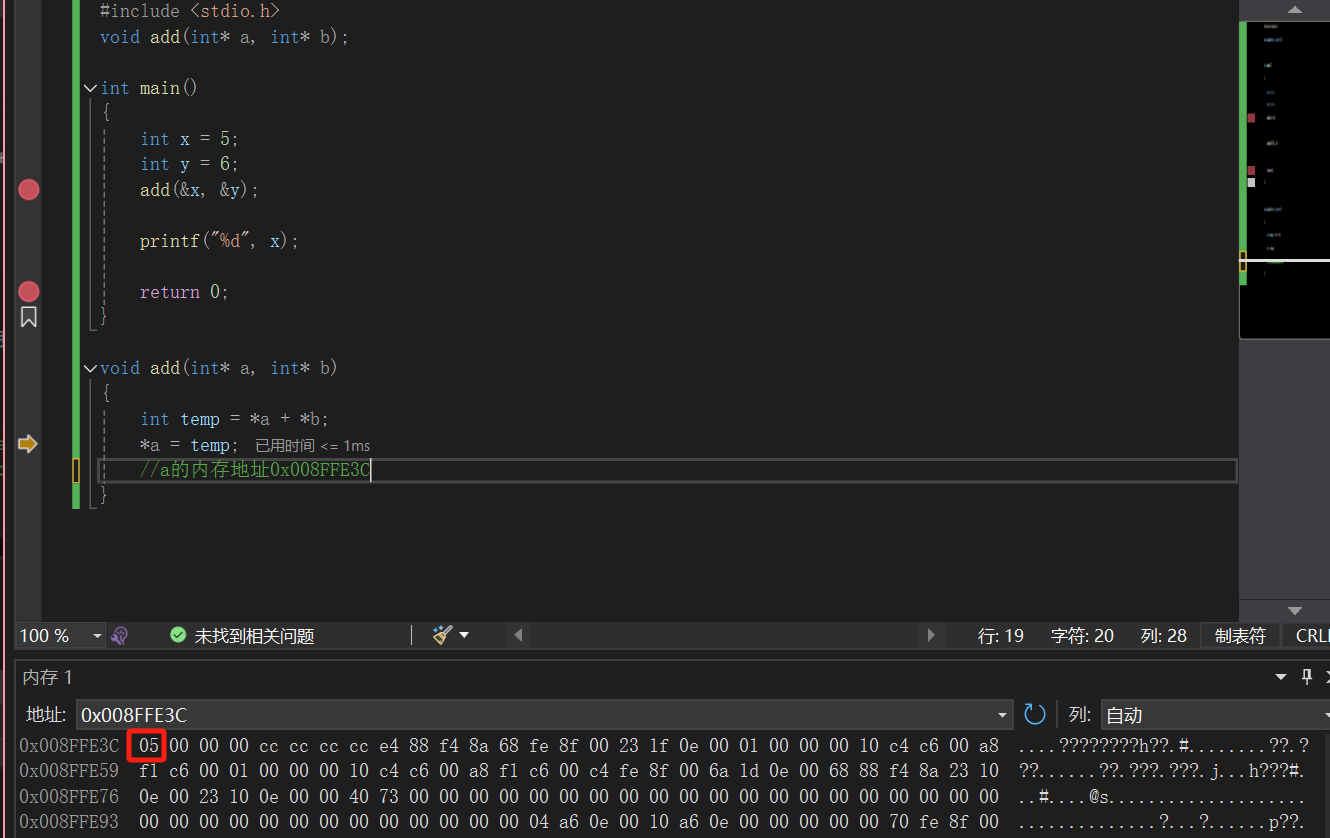 #include <stdio.h>
void add(int* a, int* b);
int main()
{
int x = 5;
int y = 6;
add(&x, &y);
printf("%d", x);
return 0;
}
void add(int* a, int* b)
{
int temp = *a + *b;
*a = temp; 已用时间 <= 1ms
//a的内存地址0x008FFE3C
}
100 % 未找到相关问题 行: 19 字符: 20 列: 28 制表符 CRL
内存 1
地址: 0x008FFE3C 列: 自动
0x008FFE3C 05 00 00 00 cc cc cc cc e4 88 f4 8a 68 fe 8f 00 23 1f 0e 00 01 00 00 00 10 c4 c6 00 a8 ....????????h??.#........??.?
0x008FFE59 f1 c6 00 01 00 00 00 10 c4 c6 00 a8 f1 c6 00 c4 fe 8f 00 6a 1d 0e 00 68 88 f4 8a 23 10 ??......??.???.???.j...h???#.
0x008FFE76 0e 00 23 10 0e 00 00 40 73 00 00 00 00 00 00 00 00 00 00 00 00 00 00 00 00 00 00 00 00 ..#....@s....................
0x008FFE93 00 00 00 00 00 00 00 00 00 00 00 00 00 04 a6 0e 00 10 a6 0e 00 00 00 00 00 70 fe 8f 00 ..............?...?......p??.